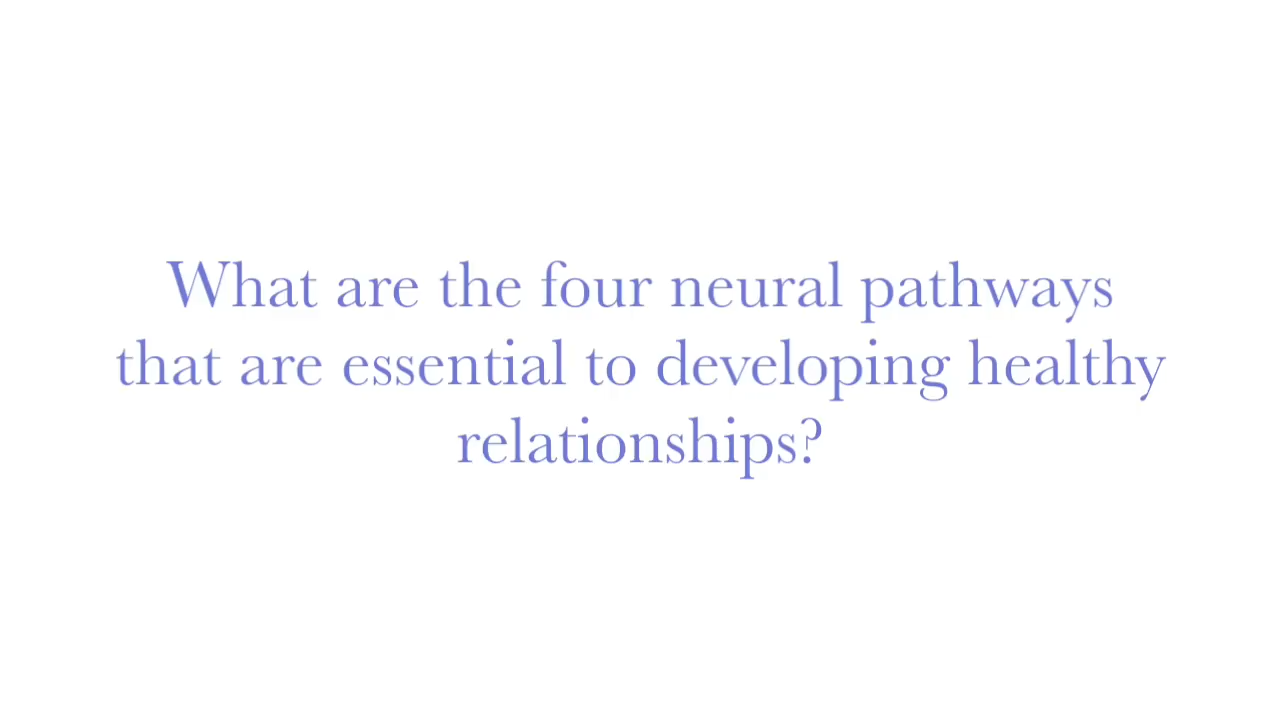 What are the four neural pathways
that are essential to developing healthy
relationships?